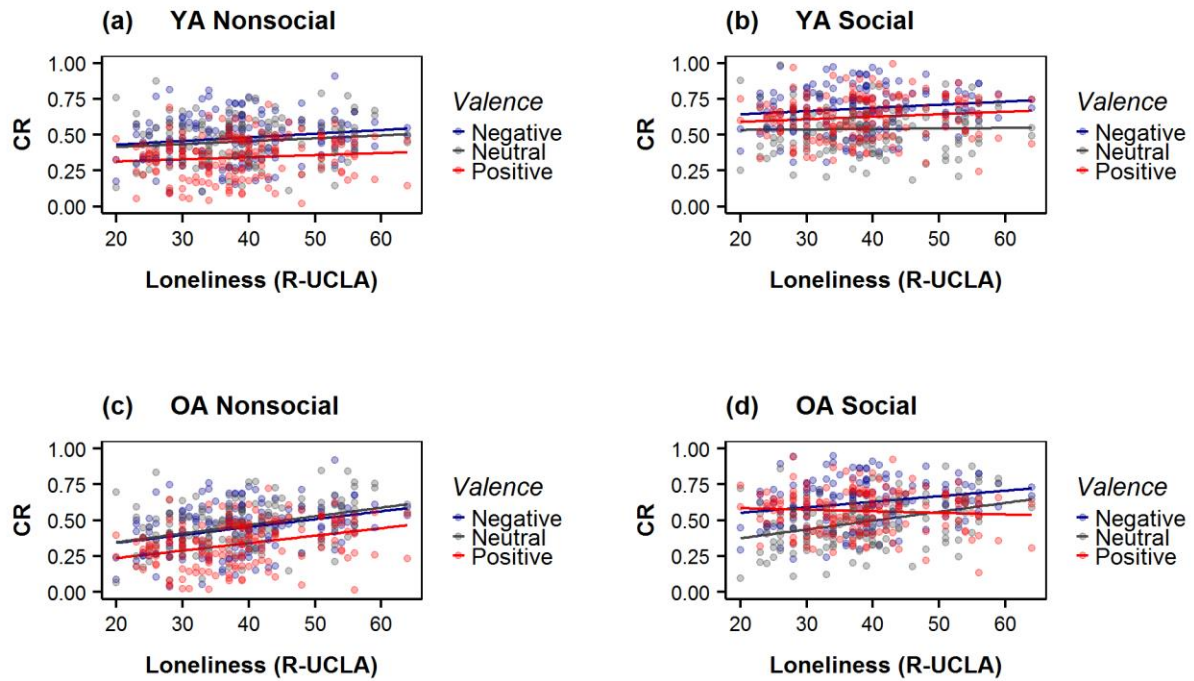 (a) YA Nonsocial
CR
1.00
0.75
0.50
0.25
0.00
20 30 40 50 60
Loneliness (R-UCLA)
Valence
Negative
Neutral
Positive
(b) YA Social
CR
1.00
0.75
0.50
0.25
0.00
20 30 40 50 60
Loneliness (R-UCLA)
Valence
Negative
Neutral
Positive
(c) OA Nonsocial
CR
1.00
0.75
0.50
0.25
0.00
20 30 40 50 60
Loneliness (R-UCLA)
Valence
Negative
Neutral
Positive
(d) OA Social
CR
1.00
0.75
0.50
0.25
0.00
20 30 40 50 60
Loneliness (R-UCLA)
Valence
Negative
Neutral
Positive